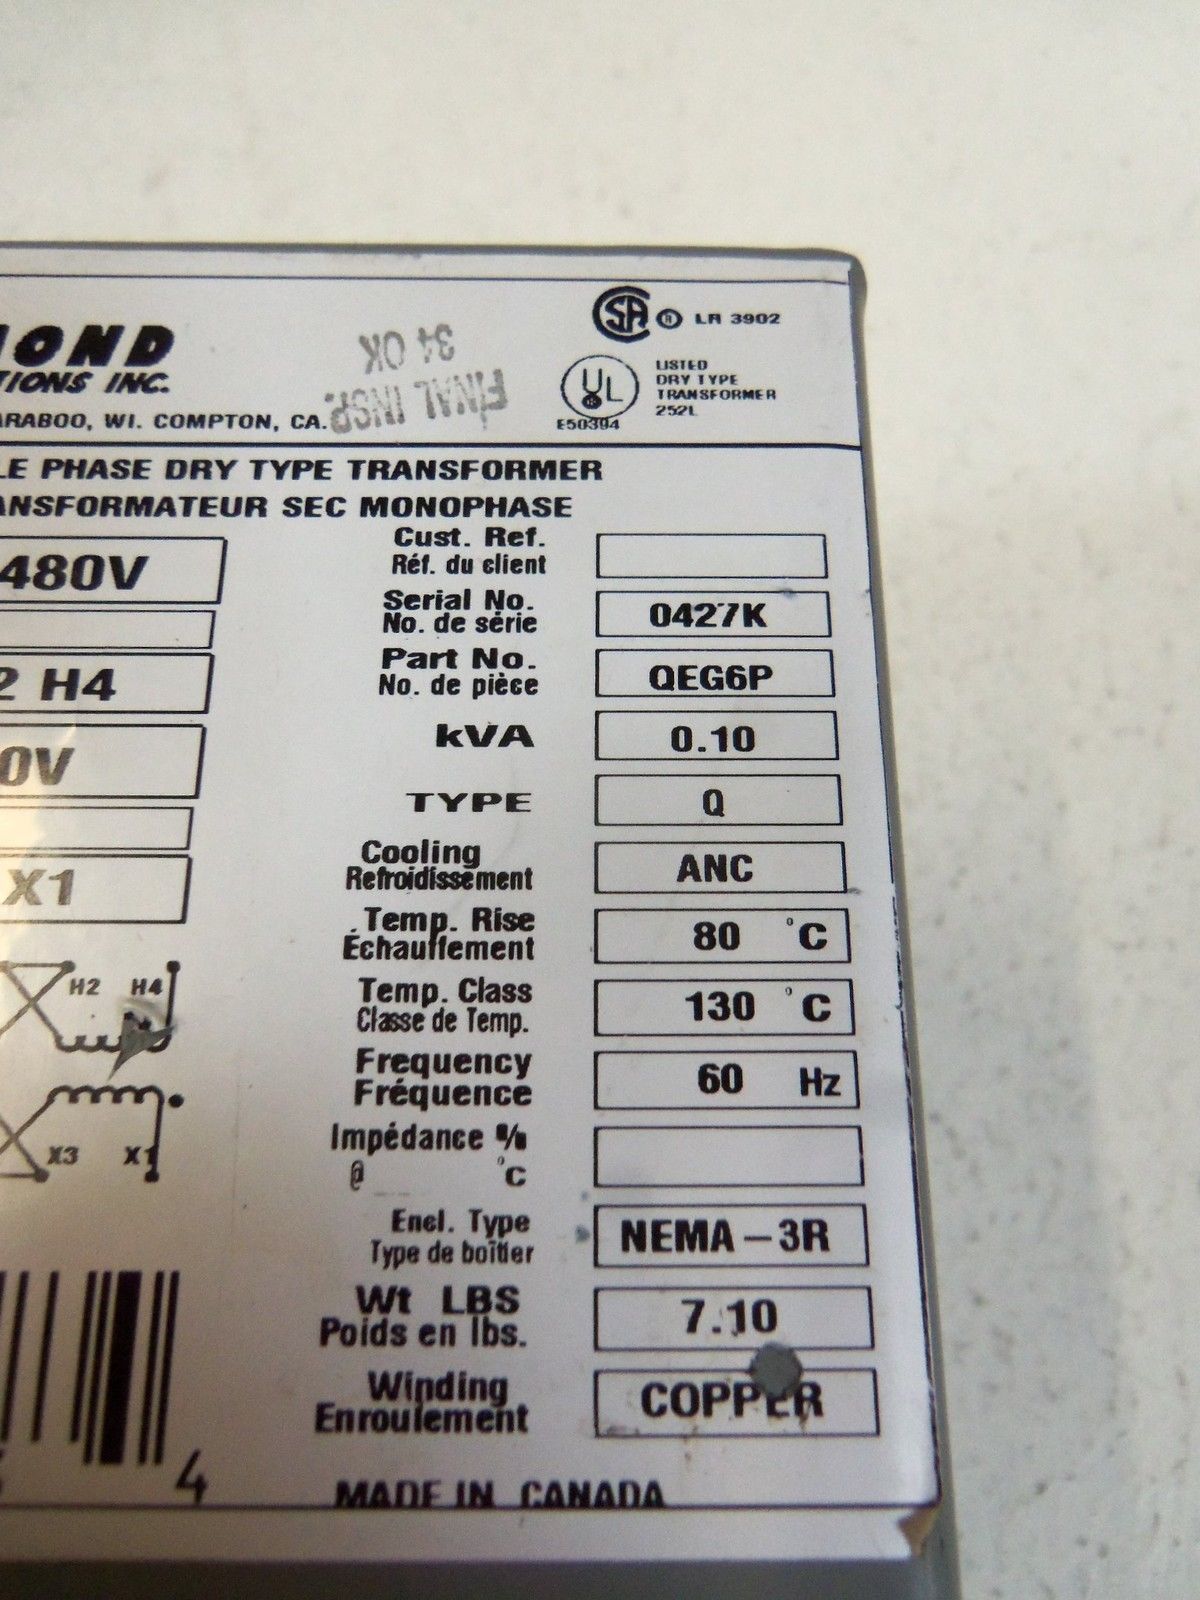 MOND
TIONS INC.
ARABOO, WI. COMPTON, CA.
FINAL INSP.
34 OK
SA ® LR 3902
UL
E50394
LISTED
DRY TYPE
TRANSFORMER
252L
LE PHASE DRY TYPE TRANSFORMER
ANSFORMATEUR SEC MONOPHASE
480V
2 H4
0V
X1
H2 H4
X3 X1
4
Cust. Ref.
Réf. du client
Serial No.
No. de série
0427K
Part No.
No. de pièce
QEG6P
kVA
0.10
TYPE
Q
Cooling
Refroidissement
ANC
Temp. Rise
Échauffement
80 °C
Temp. Class
Classe de Temp.
130 °C
Frequency
Fréquence
60 Hz
Impédance %
@ °C
Encl. Type
Type de boîtier
NEMA-3R
Wt LBS
Poids en lbs.
7.10
Winding
Enroulement
COPPER
MADE IN CANADA